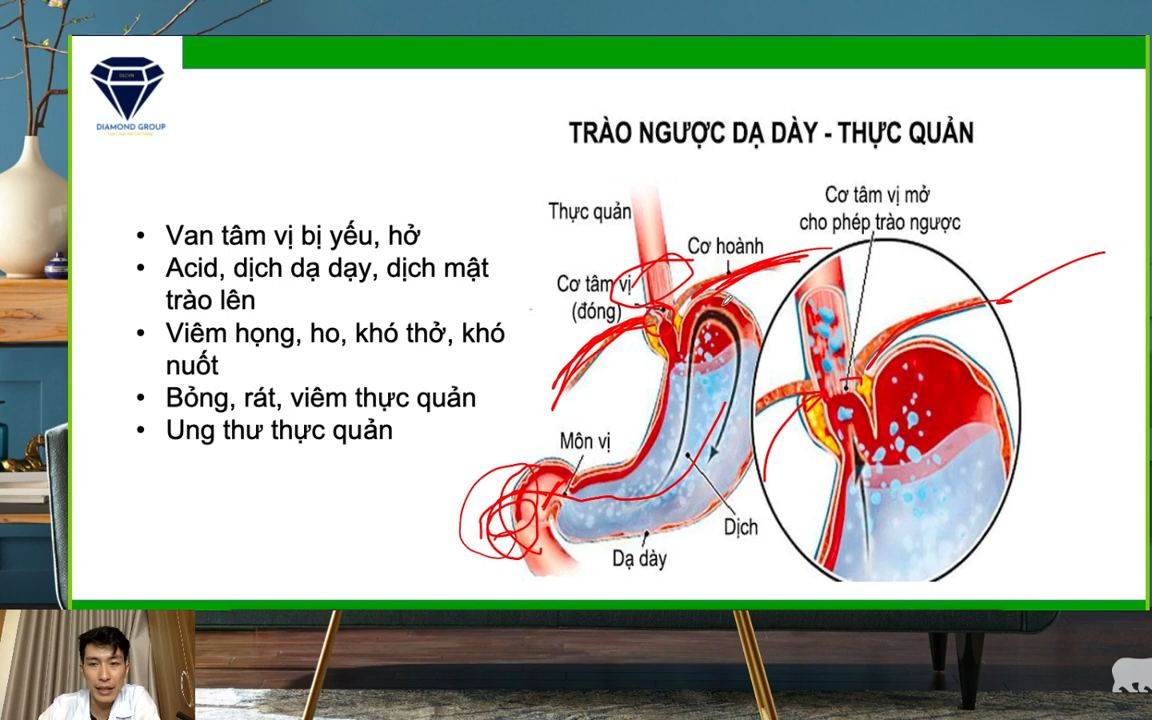 DIAMOND GROUP
TRÀO NGƯỢC DẠ DÀY - THỰC QUẢN
• Van tâm vị bị yếu, hở
• Acid, dịch dạ dạy, dịch mật
trào lên
• Viêm họng, ho, khó thở, khó
nuốt
• Bỏng, rát, viêm thực quản
• Ung thư thực quản
Thực quản
Cơ hoành
Cơ tâm vị
(đóng)
Môn vị
Dịch
Dạ dày
Cơ tâm vị mở
cho phép trào ngược